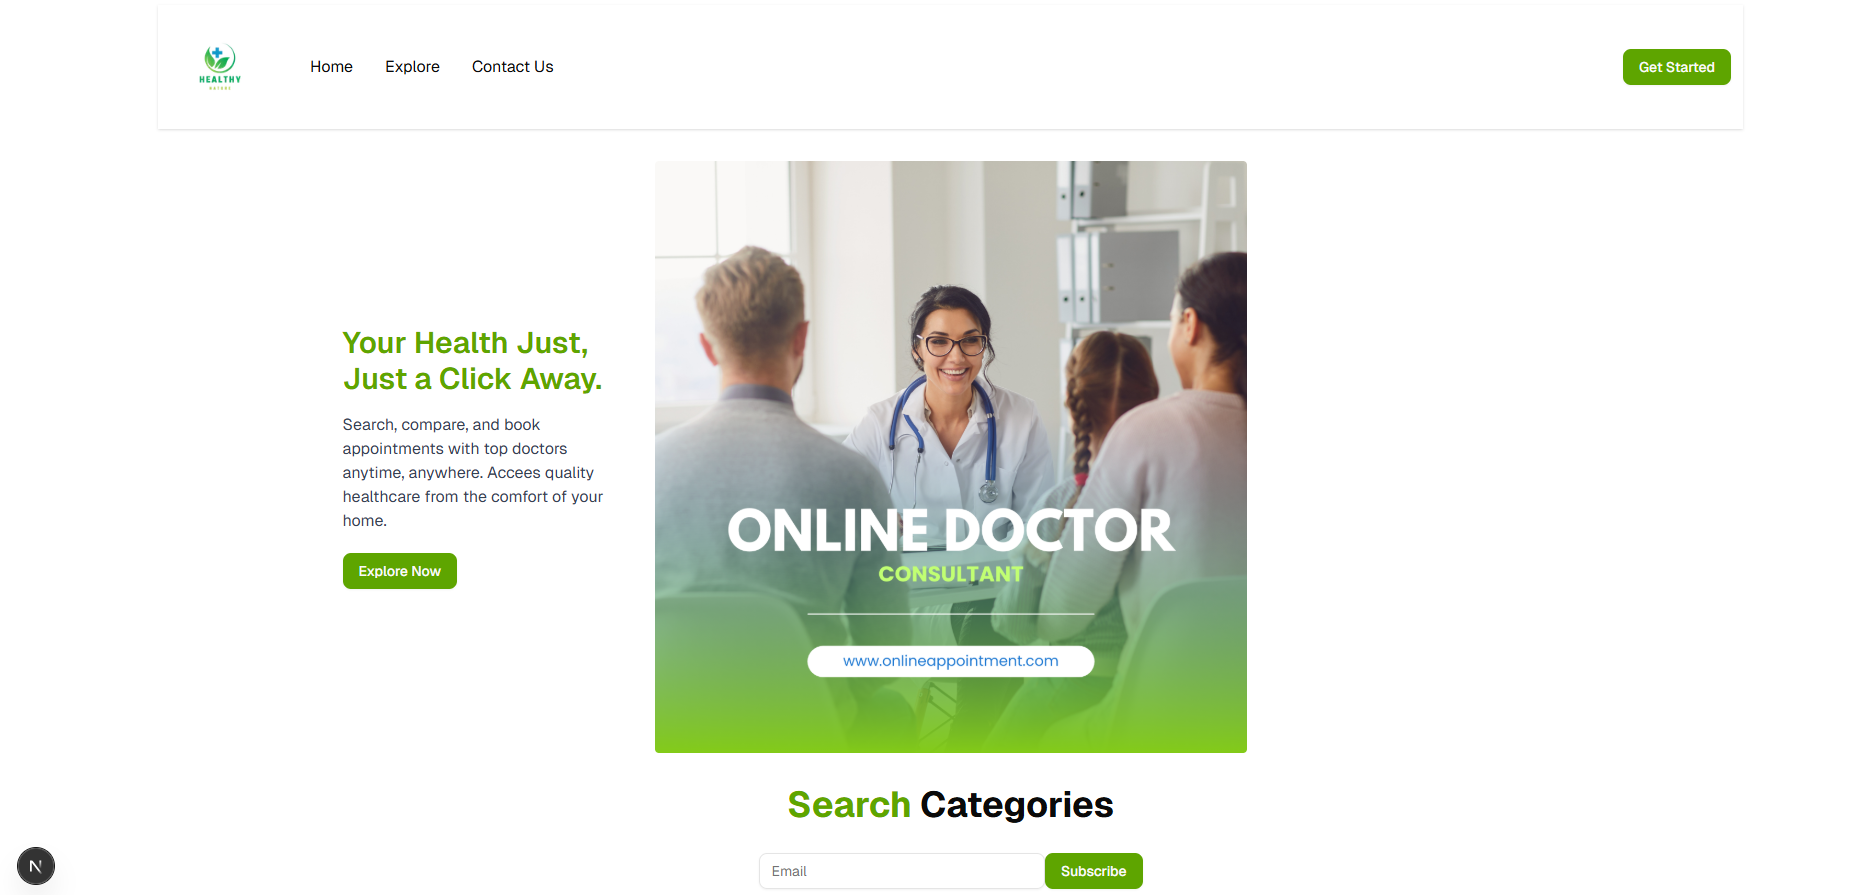 HEALTHY
NATURE
Home
Explore
Contact Us
Get Started
Your Health Just,
Just a Click Away.
Search, compare, and book
appointments with top doctors
anytime, anywhere. Accees quality
healthcare from the comfort of your
home.
Explore Now
ONLINE DOCTOR
CONSULTANT
www.onlineappointment.com
Search Categories
Email
Subscribe
N